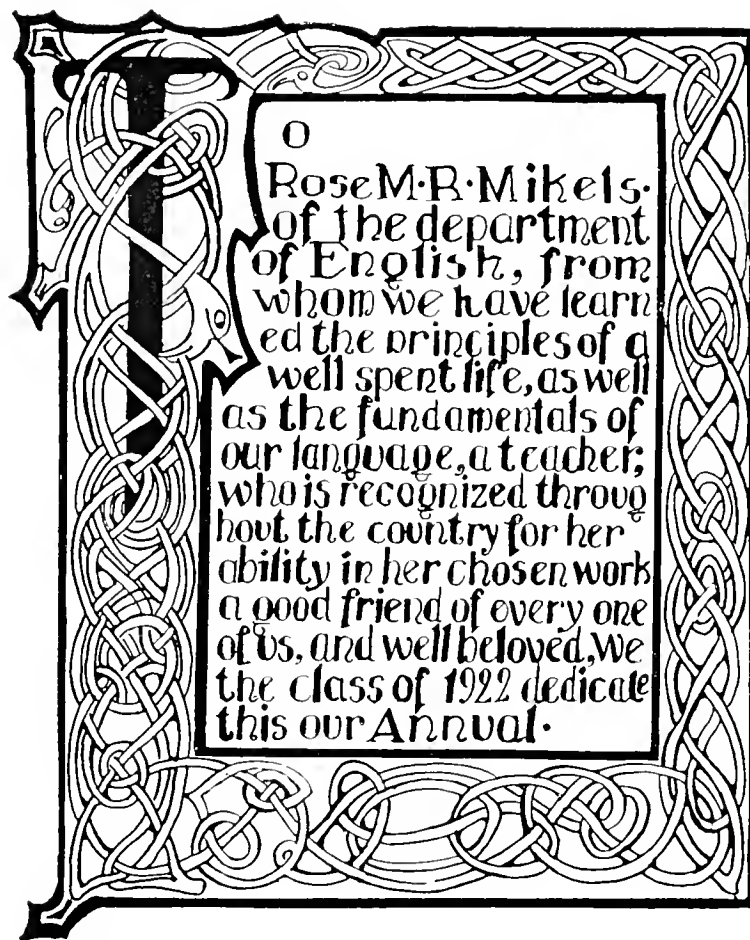 To
Rose M. R. Mikels.
of the department
of English, from
whom we have learn
ed the principles of a
well spent life, as well
as the fundamentals of
our language, a teacher,
who is recognized throug
hout the country for her
ability in her chosen work
a good friend of every one
of us, and well beloved, We
the class of 1922 dedicate
this our Annual.